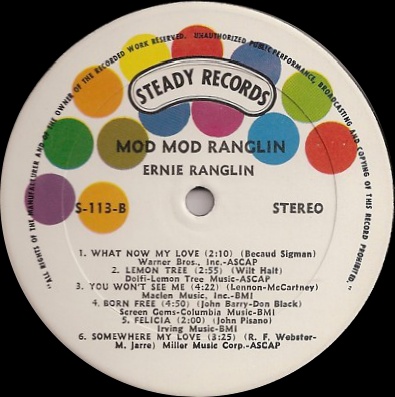 "ALL RIGHTS OF THE MANUFACTURER AND OF THE OWNER OF THE RECORDED WORK RESERVED. UNAUTHORIZED PUBLIC PERFORMANCE, BROADCASTING AND COPYING OF THIS RECORD PROHIBITED."
STEADY RECORDS
MOD MOD RANGLIN
ERNIE RANGLIN
S-113-B STEREO
1. WHAT NOW MY LOVE (2:10) (Becaud Sigman)
Warner Bros., Inc.-ASCAP
2. LEMON TREE (2:55) (Wilt Halt)
Dolfi-Lemon Tree Music-ASCAP
3. YOU WON'T SEE ME (4:22) (Lennon-McCartney)
Maclen Music, Inc.-BMI
4. BORN FREE (4:50) (John Barry-Don Black)
Screen Gems-Columbia Music-BMI
5. FELICIA (2:00) (John Pisano)
Irving Music-BMI
6. SOMEWHERE MY LOVE (3:25) (R. F. Webster-
M. Jarre) Miller Music Corp.-ASCAP